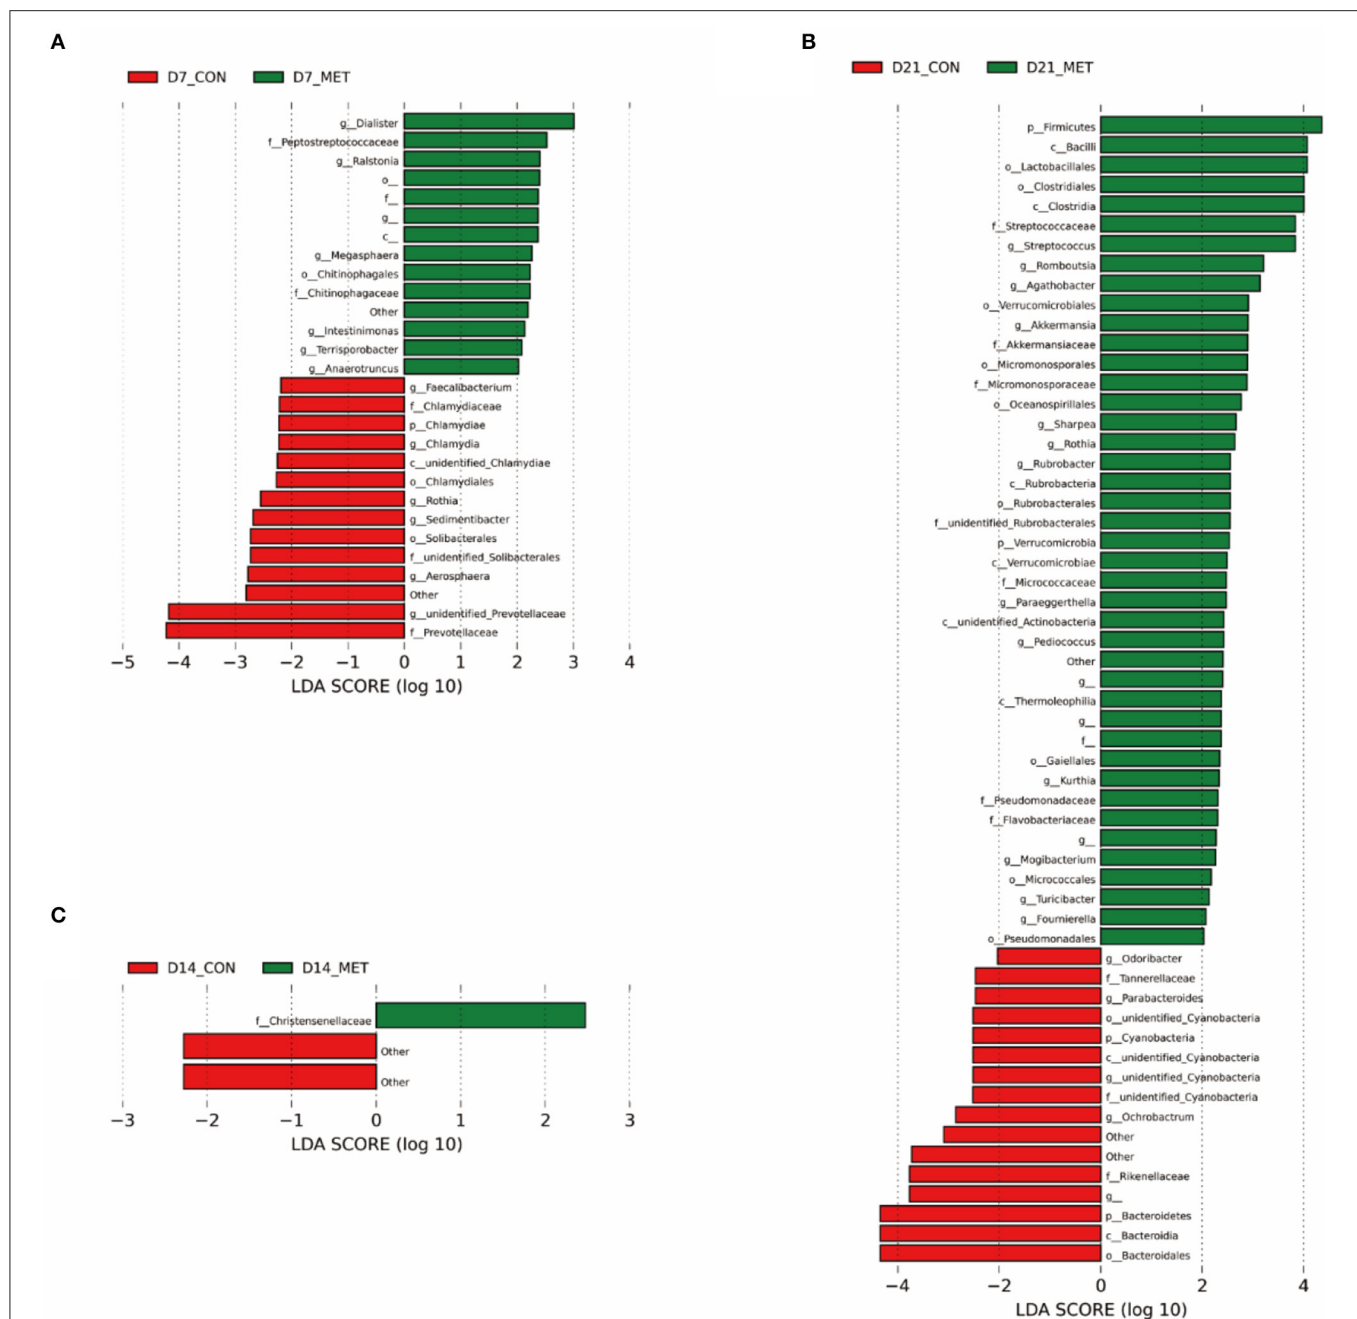 A
D7_CON D7_MET
g__Dialister
f__Peptostreptococcaceae
g__Ralstonia
o__
f__
g__
c__
g__Megasphaera
o__Chitinophagales
f__Chitinophagaceae
Other
g__Intestinimonas
g__Terrisporobacter
g__Anaerotruncus
g__Faecalibacterium
f__Chlamydiaceae
p__Chlamydiae
g__Chlamydia
c__unidentified_Chlamydiae
o__Chlamydiales
g__Rothia
g__Sedimentibacter
o__Solibacterales
f__unidentified_Solibacterales
g__Aerosphaera
Other
g__unidentified_Prevotellaceae
f__Prevotellaceae
−5 −4 −3 −2 −1 0 1 2 3 4
LDA SCORE (log 10)
B
D21_CON D21_MET
p__Firmicutes
c__Bacilli
o__Lactobacillales
o__Clostridiales
c__Clostridia
f__Streptococcaceae
g__Streptococcus
g__Romboutsia
g__Agathobacter
o__Verrucomicrobiales
g__Akkermansia
f__Akkermansiaceae
o__Micromonosporales
f__Micromonosporaceae
o__Oceanospirillales
g__Sharpea
g__Rothia
g__Rubrobacter
c__Rubrobacteria
o__Rubrobacterales
f__unidentified_Rubrobacterales
p__Verrucomicrobia
c__Verrucomicrobiae
f__Micrococcaceae
g__Paraeggerthella
c__unidentified_Actinobacteria
g__Pediococcus
Other
g__
c__Thermoleophilia
g__
f__
o__Gaiellales
g__Kurthia
f__Pseudomonadaceae
f__Flavobacteriaceae
g__
g__Mogibacterium
o__Micrococcales
g__Turicibacter
g__Fournierella
o__Pseudomonadales
g__Odoribacter
f__Tannerellaceae
g__Parabacteroides
o__unidentified_Cyanobacteria
p__Cyanobacteria
c__unidentified_Cyanobacteria
g__unidentified_Cyanobacteria
f__unidentified_Cyanobacteria
g__Ochrobactrum
Other
Other
f__Rikenellaceae
g__
p__Bacteroidetes
c__Bacteroidia
o__Bacteroidales
−4 −2 0 2 4
LDA SCORE (log 10)
C
D14_CON D14_MET
f__Christensenellaceae
Other
Other
−3 −2 −1 0 1 2 3
LDA SCORE (log 10)